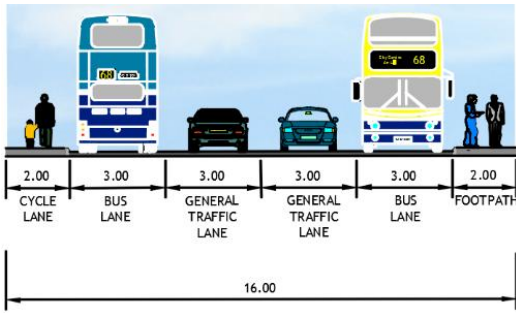 68
68
2.00 3.00 3.00 3.00 3.00 2.00
CYCLE LANE
BUS LANE
GENERAL TRAFFIC LANE
GENERAL TRAFFIC LANE
BUS LANE
FOOTPATH
16.00